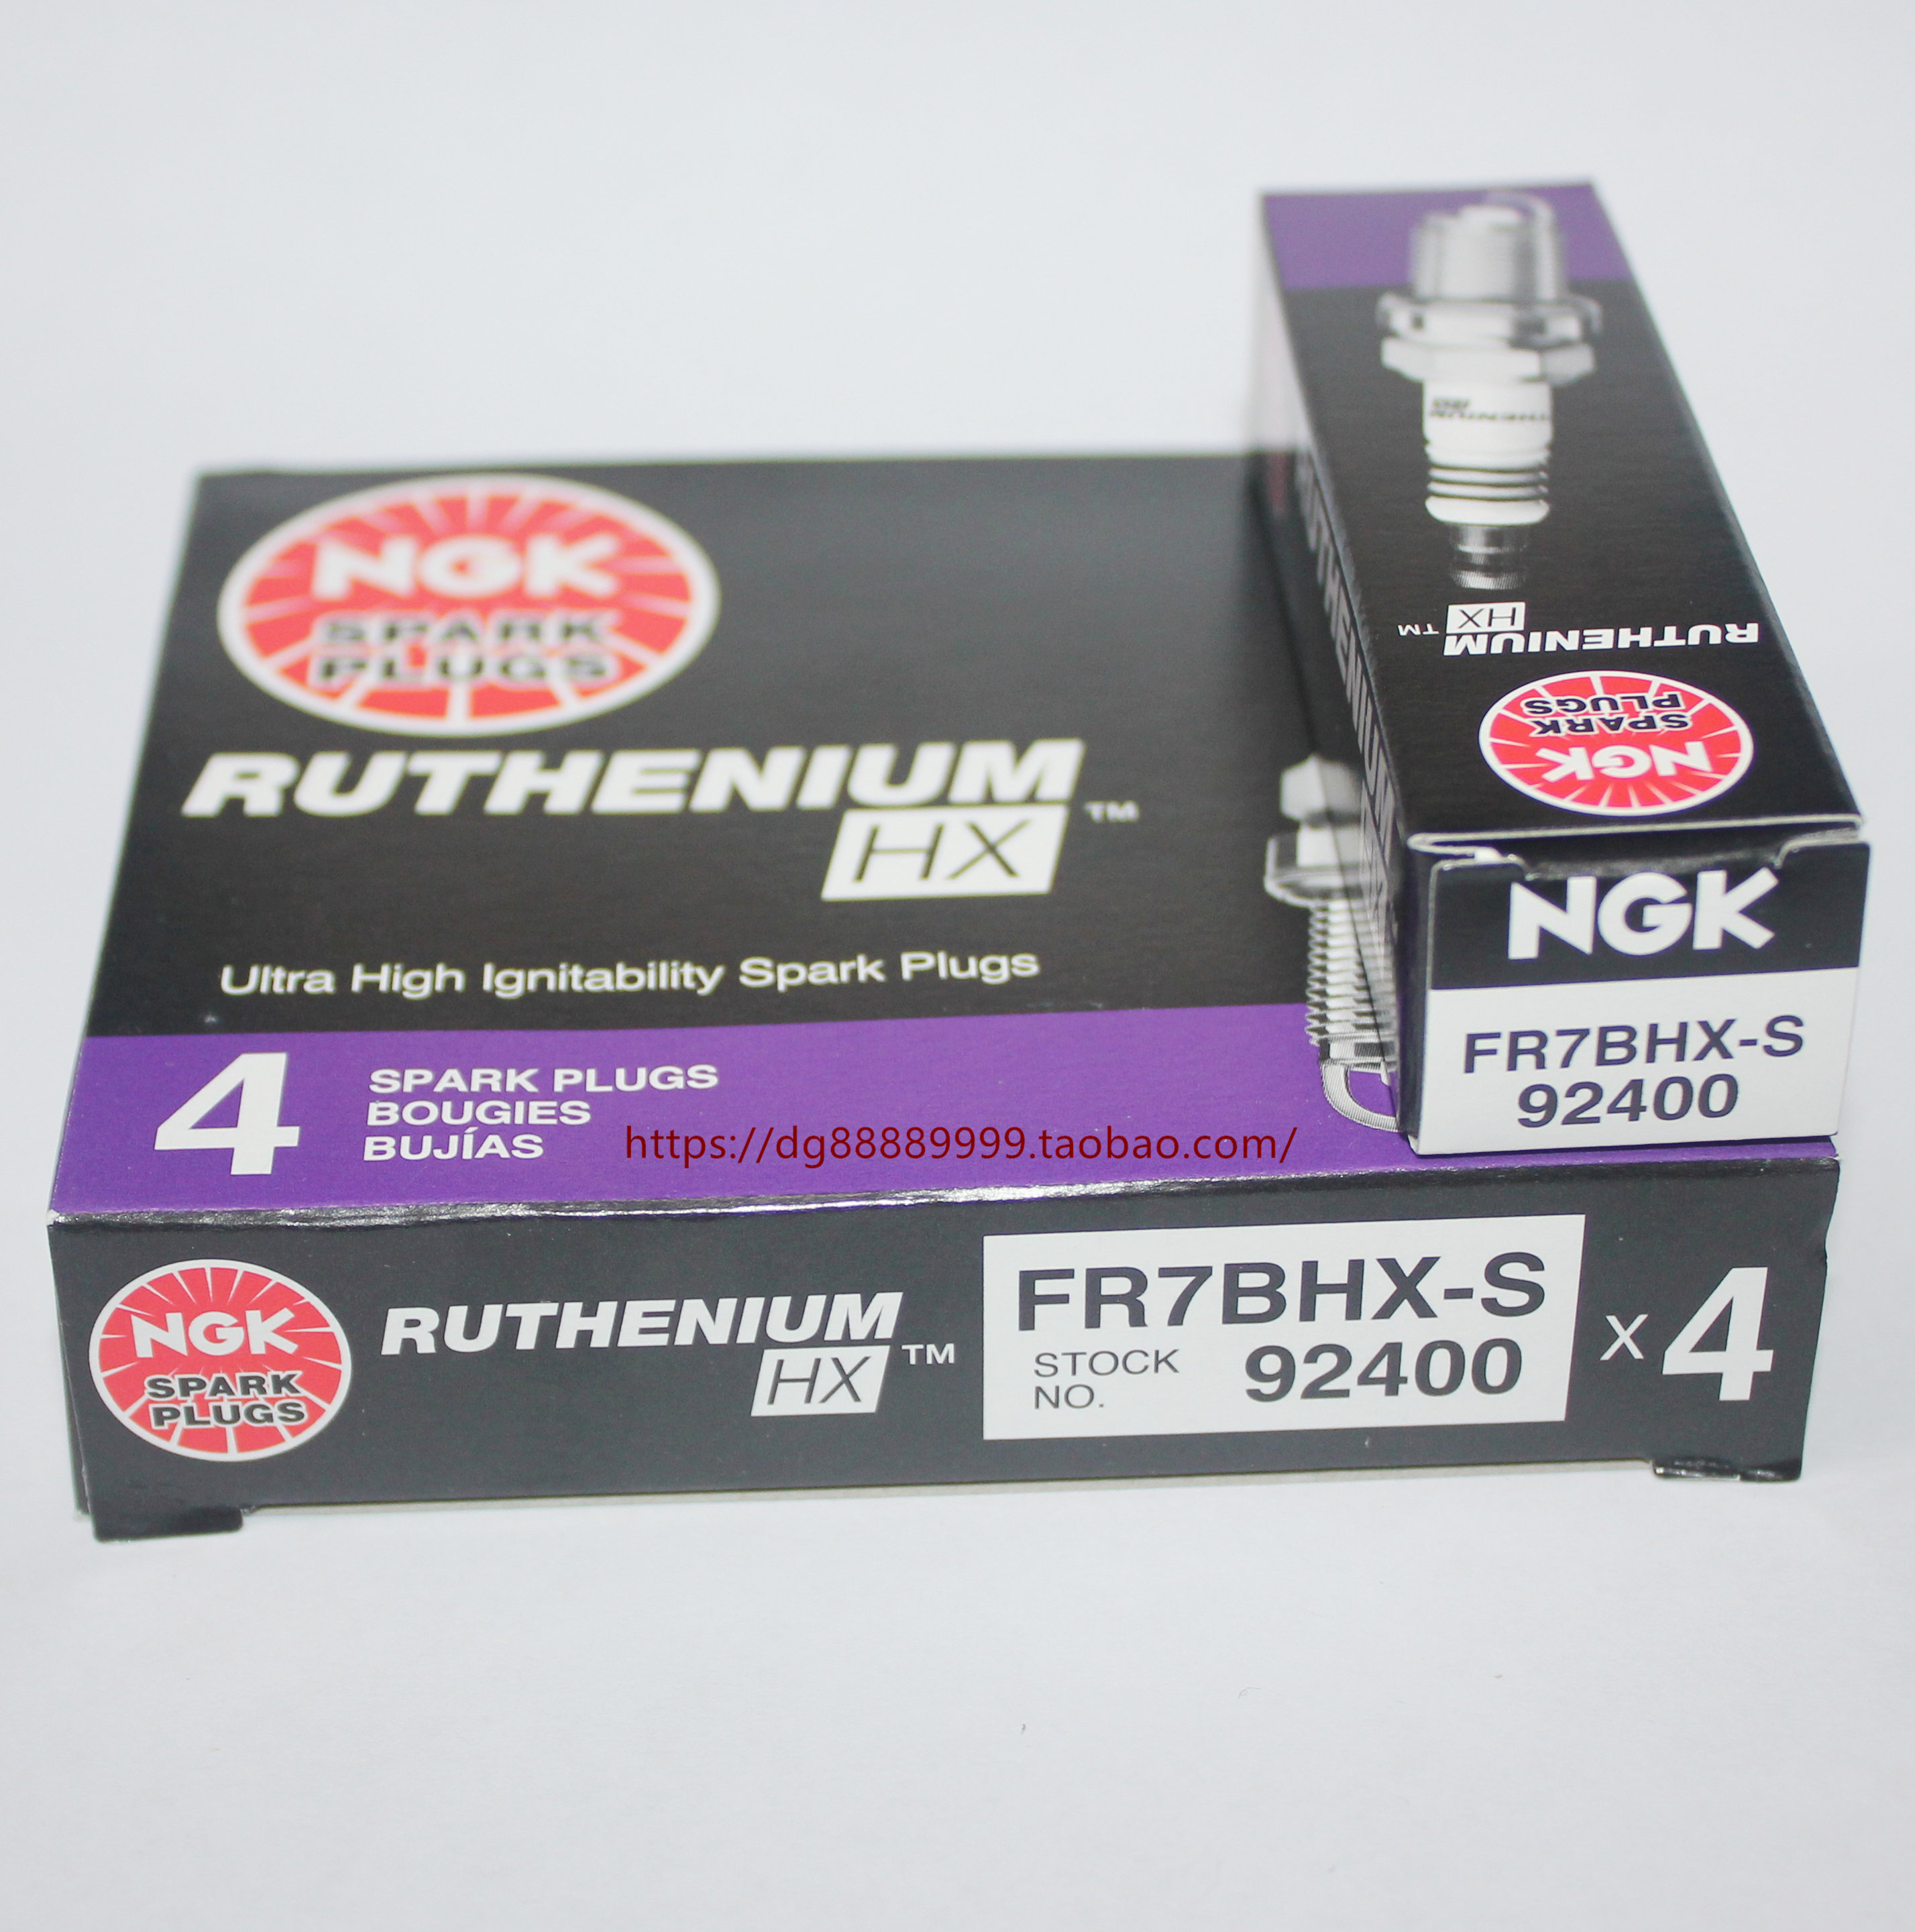 NGK
SPARK
PLUGS
RUTHENIUM
HX
TM
Ultra High Ignitability Spark Plugs
4
SPARK PLUGS
BOUGIES
BUJÍAS
https://dg88889999.taobao.com/
NGK
SPARK
PLUGS
RUTHENIUM
HX
TM
FR7BHX-S
STOCK
NO.
92400
x4
RUTHENIUM
RUTHENIUM
HX
TM
NGK
SPARK
PLUGS
NGK
FR7BHX-S
92400